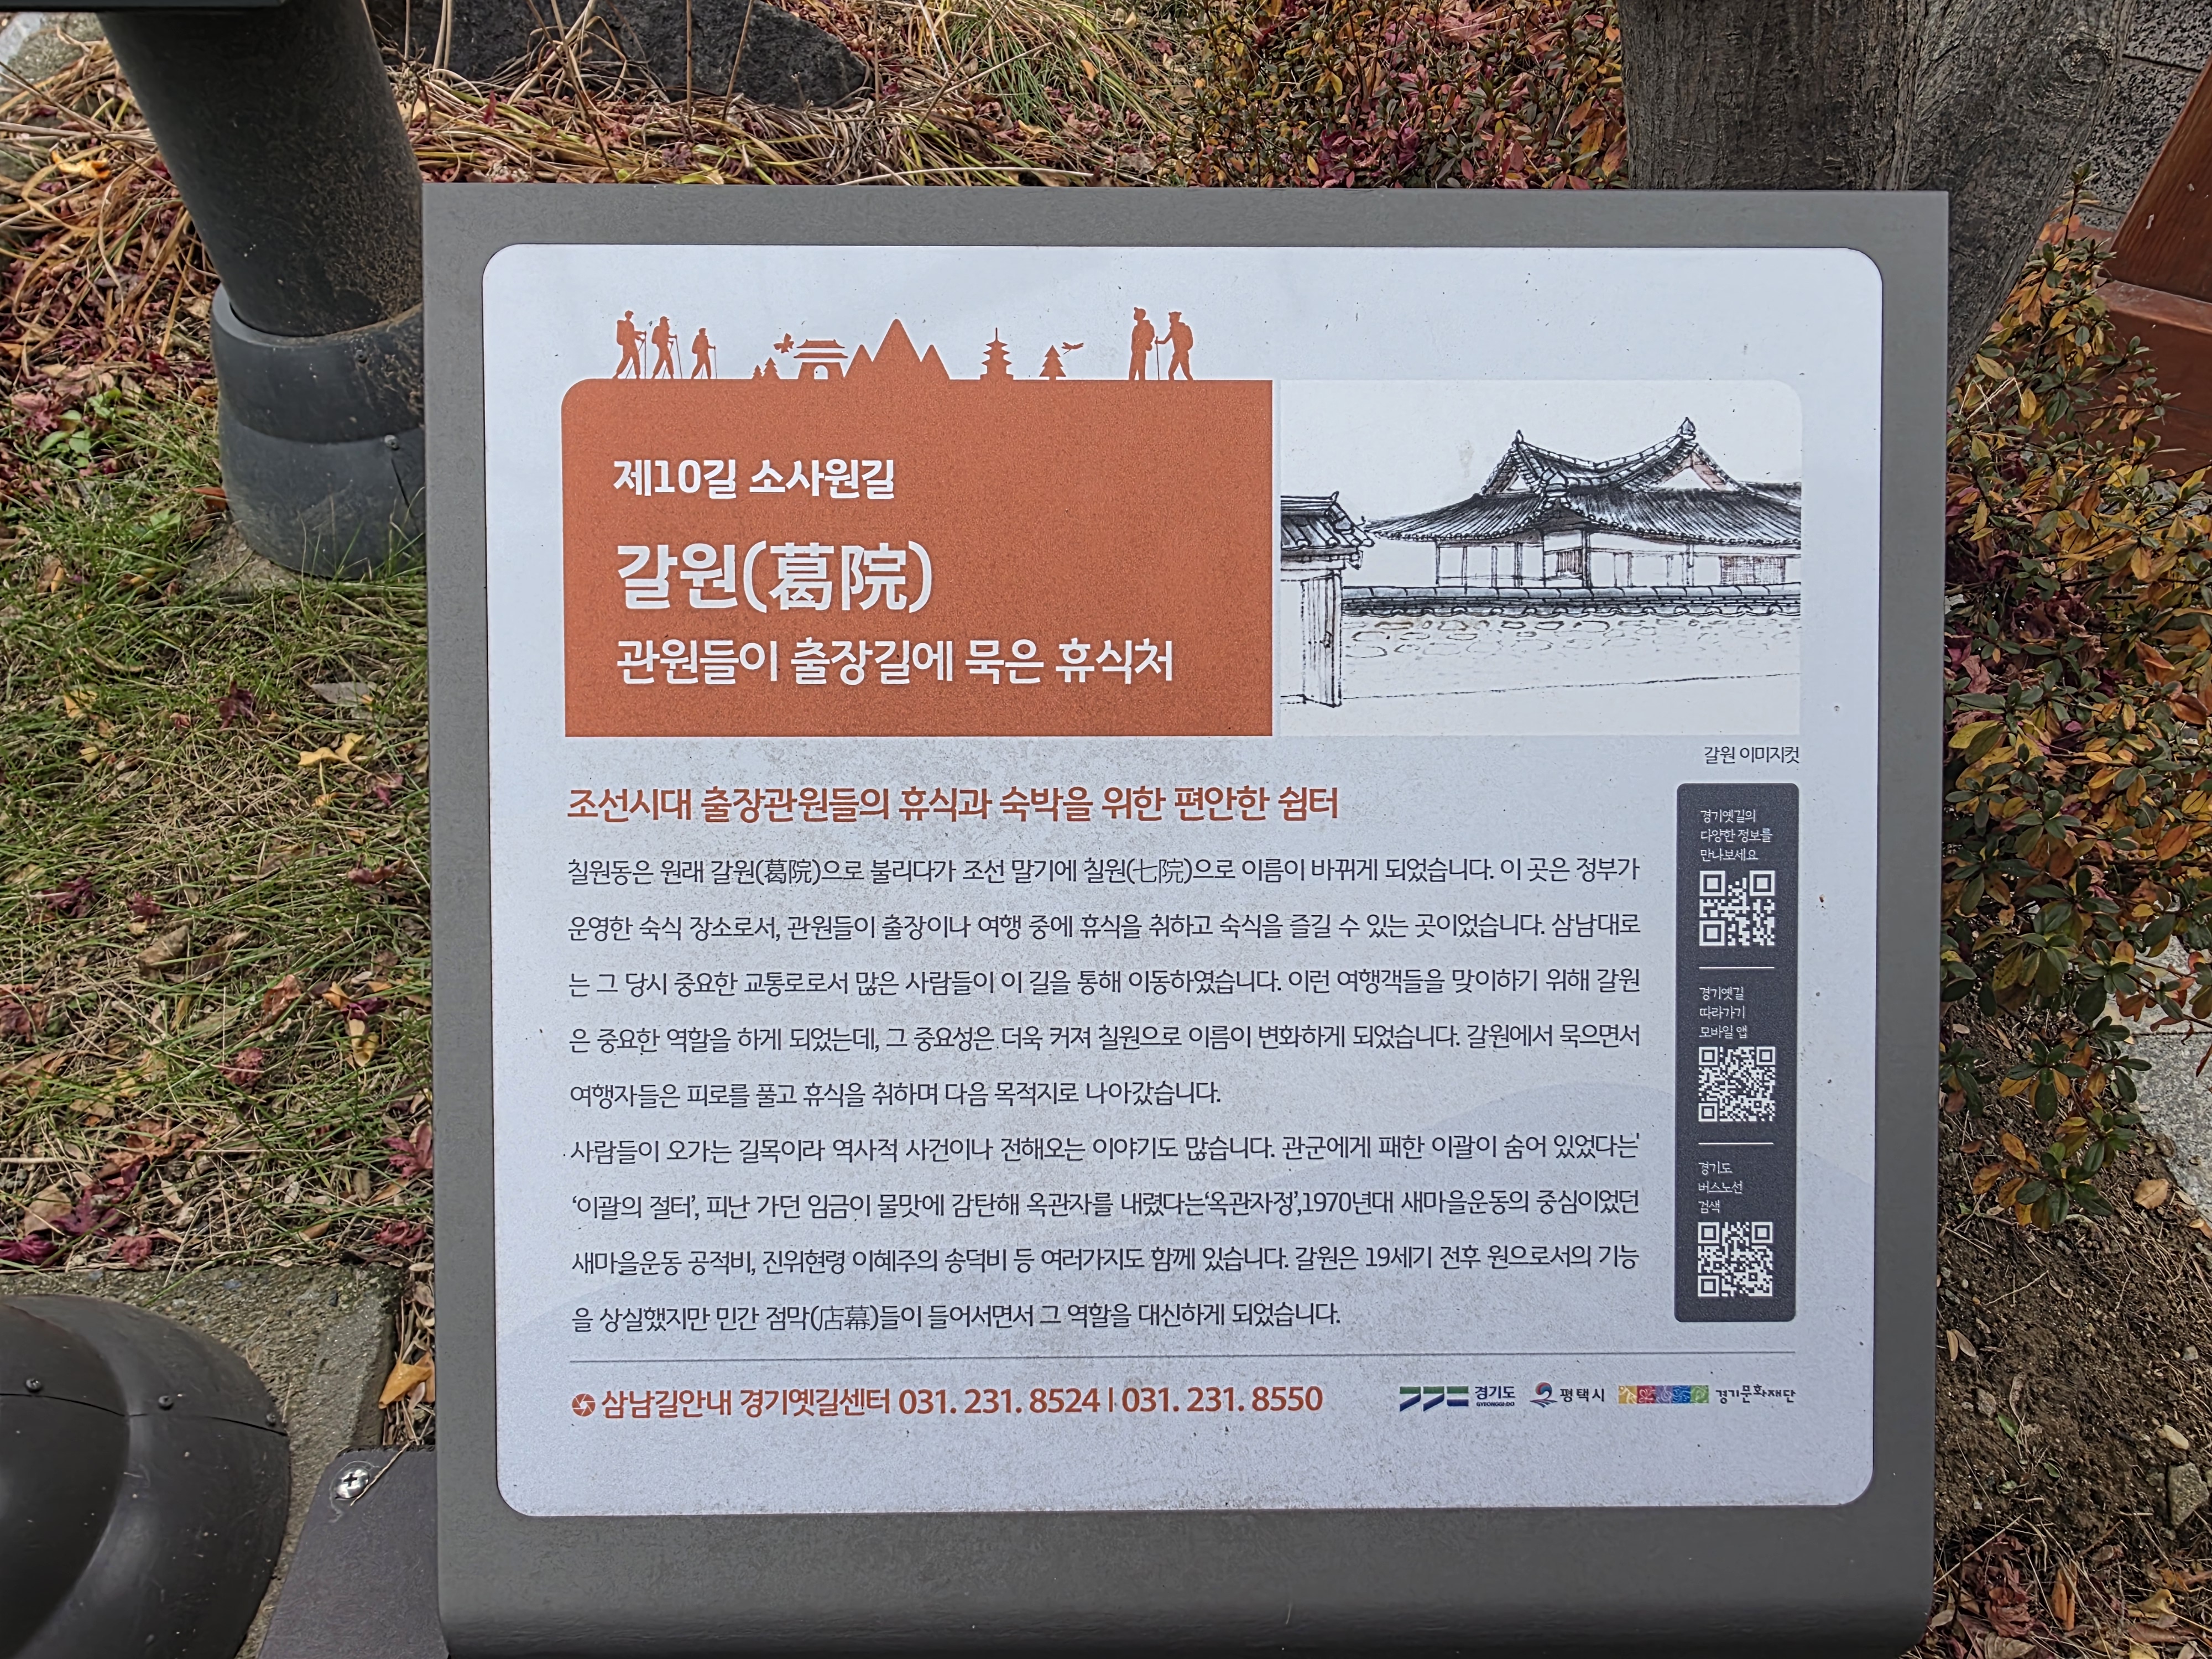 제10길 소사원길
갈원(葛院)
관원들이 출장길에 묵은 휴식처
갈원 이미지컷
조선시대 출장관원들의 휴식과 숙박을 위한 편안한 쉼터
칠원동은 원래 갈원(葛院)으로 불리다가 조선 말기에 칠원(七院)으로 이름이 바뀌게 되었습니다. 이 곳은 정부가
운영한 숙식 장소로서, 관원들이 출장이나 여행 중에 휴식을 취하고 숙식을 즐길 수 있는 곳이었습니다. 삼남대로
는 그 당시 중요한 교통로로서 많은 사람들이 이 길을 통해 이동하였습니다. 이런 여행객들을 맞이하기 위해 갈원
은 중요한 역할을 하게 되었는데, 그 중요성은 더욱 커져 칠원으로 이름이 변화하게 되었습니다. 갈원에서 묵으면서
여행자들은 피로를 풀고 휴식을 취하며 다음 목적지로 나아갔습니다.
사람들이 오가는 길목이라 역사적 사건이나 전해오는 이야기도 많습니다. 관군에게 패한 이괄이 숨어 있었다는'
‘이괄의 절터’, 피난 가던 임금이 물맛에 감탄해 옥관자를 내렸다는‘옥관자정’,1970년대 새마을운동의 중심이었던
새마을운동 공적비, 진위현령 이혜주의 송덕비 등 여러가지도 함께 있습니다. 갈원은 19세기 전후 원으로서의 기능
을 상실했지만 민간 점막(店幕)들이 들어서면서 그 역할을 대신하게 되었습니다.
경기옛길의
다양한 정보를
만나보세요
경기옛길
따라가기
모바일 앱
경기도
버스노선
검색
삼남길안내 경기옛길센터 031. 231. 8524 | 031. 231. 8550
경기도
GYEONGGI-DO
평택시
경기문화재단